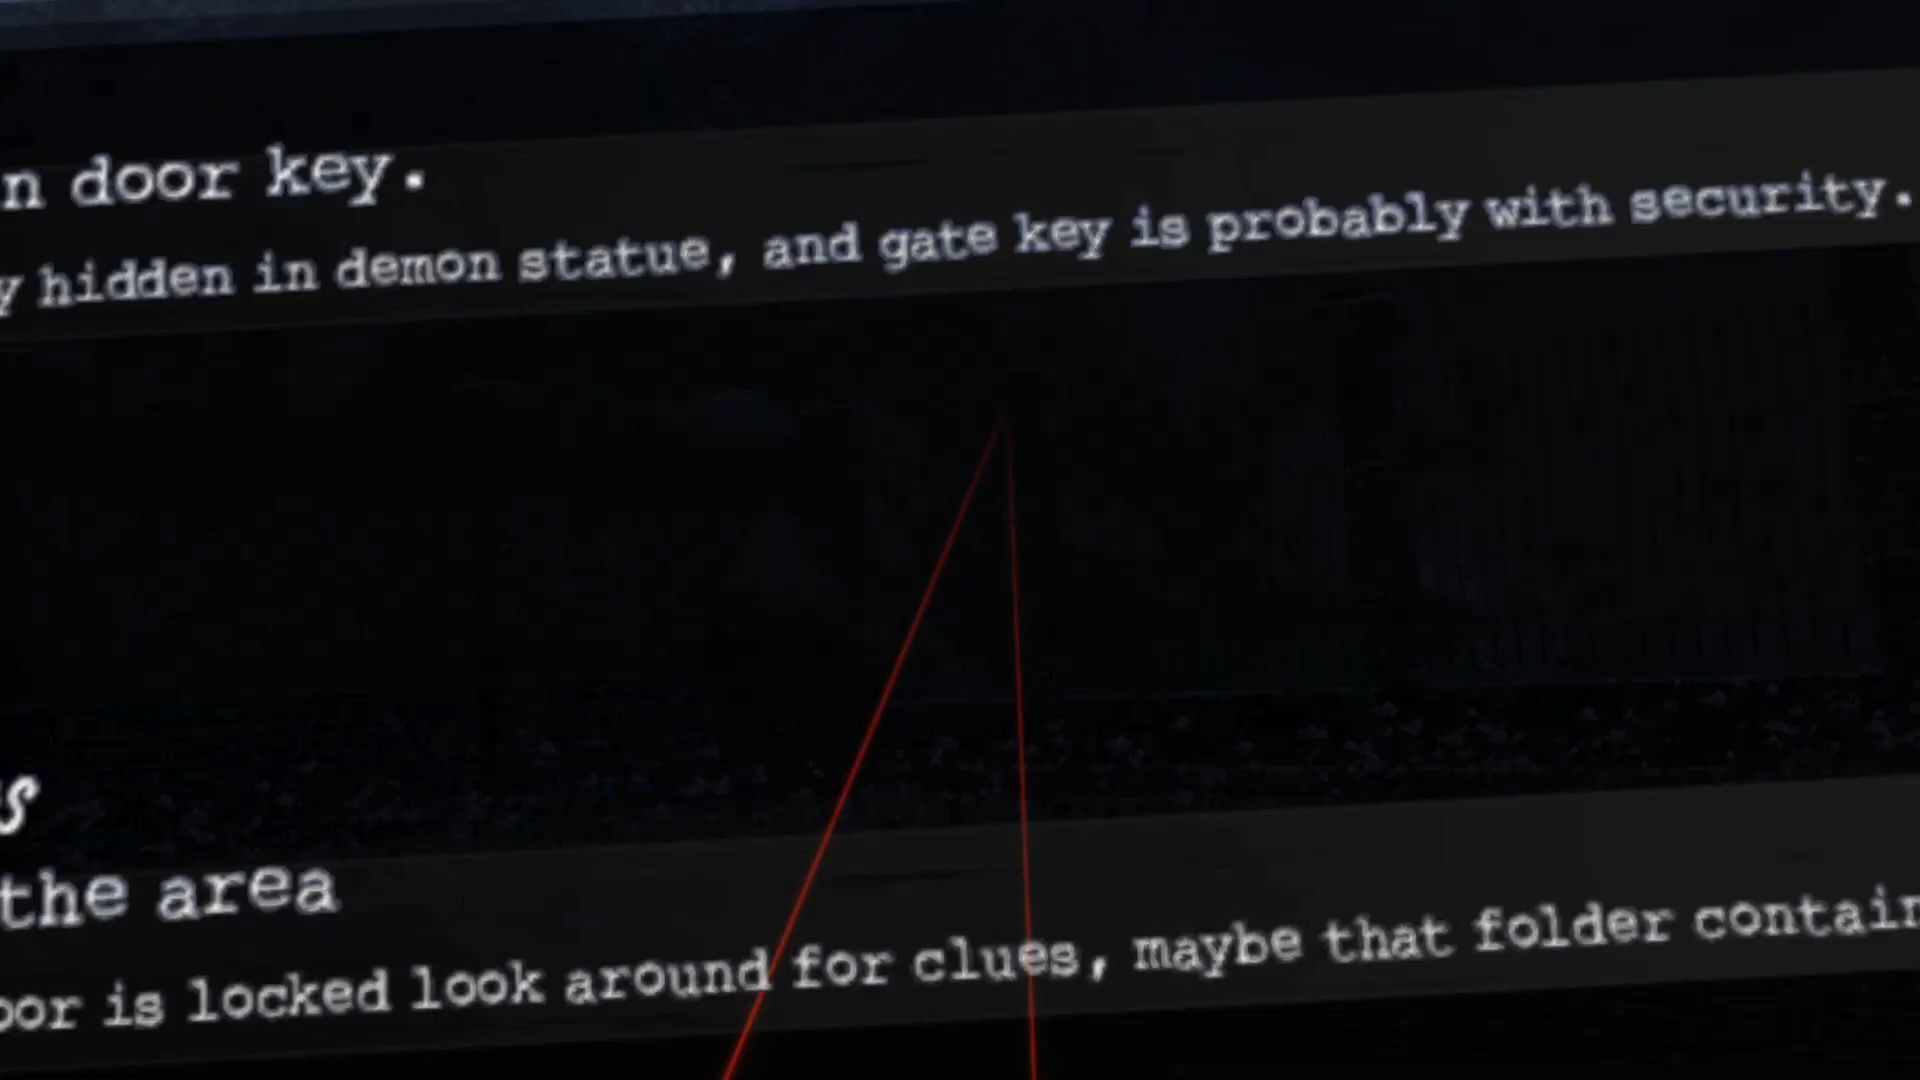 n door key.
y hidden in demon statue, and gate key is probably with security.
s
the area
oor is locked look around for clues, maybe that folder contain